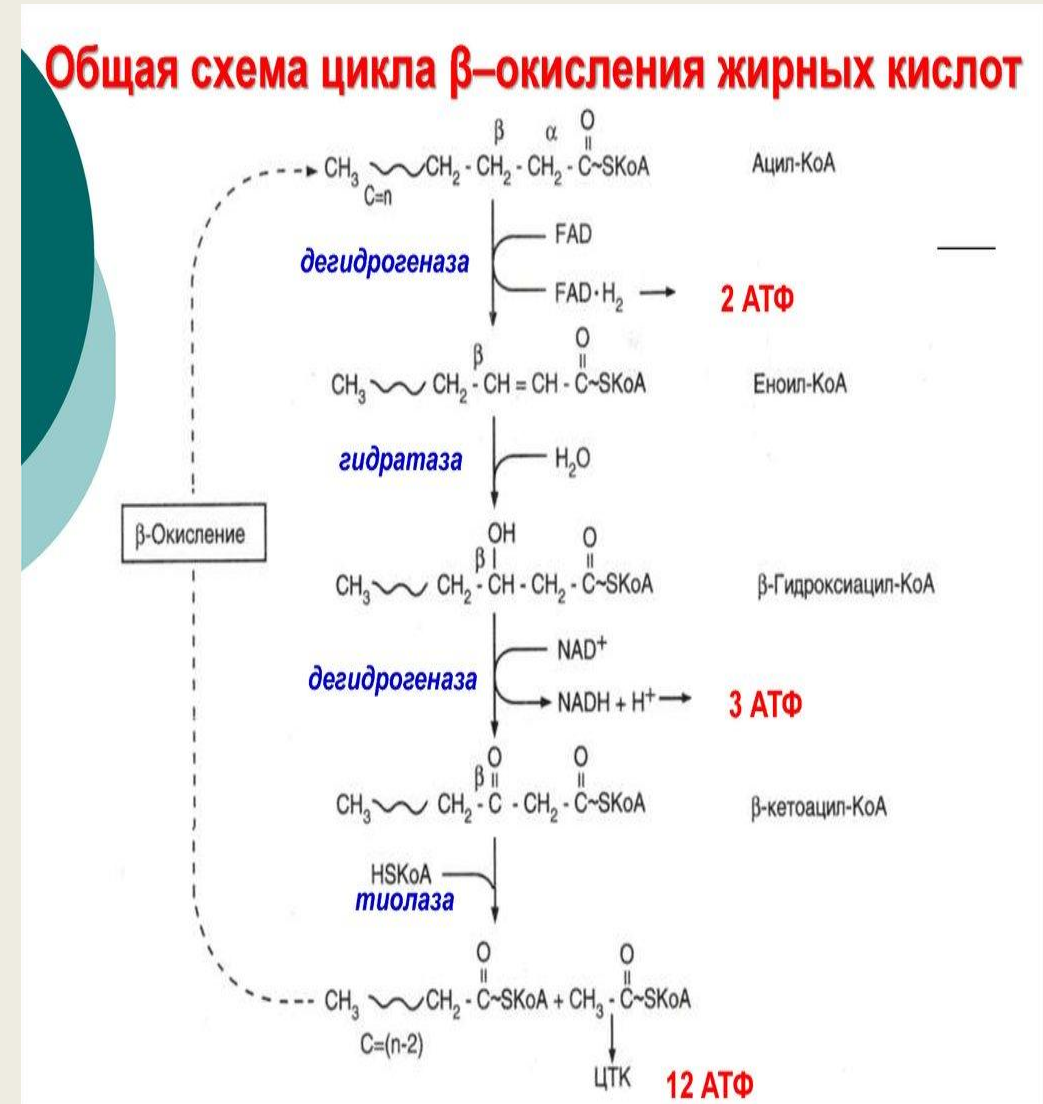 Общая схема цикла β–окисления жирных кислот
β α O
CH₃ CH₂ - CH₂ - CH₂ - C~SKoA Ацил-КоА
C=n
FAD
дегидрогеназа
FAD·H₂ 2 АТФ
β O
CH₃ CH₂ - CH = CH - C~SKoA Еноил-КоА
гидратаза H₂O
OH O
β
β-Окисление
CH₃ CH₂ - CH - CH₂ - C~SKoA β-Гидроксиацил-КоА
NAD⁺
дегидрогеназа
NADH + H⁺ 3 АТФ
O O
β
CH₃ CH₂ - C - CH₂ - C~SKoA β-кетоацил-КоА
HSKoA
тиолаза
O O
CH₃ CH₂ - C~SKoA + CH₃ - C~SKoA
C=(n-2)
ЦТК 12 АТФ